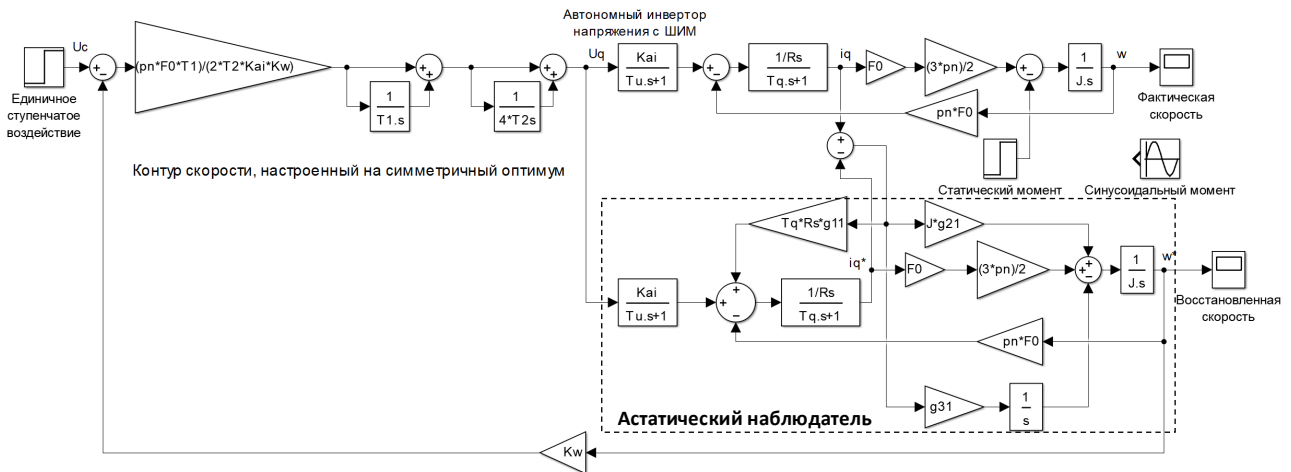 Автономный инвертор
напряжения с ШИМ
Uc
(pn*F0*T1)/(2*T2*Kai*Kw)
Единичное
ступенчатое
воздействие
1
T1.s
1
4*T2s
Uq
Kai
Tu.s+1
1/Rs
Tq.s+1
iq
F0
(3*pn)/2
1
J.s
w
Фактическая
скорость
pn*F0
Контур скорости, настроенный на симметричный оптимум
Статический момент
Синусоидальный момент
Tq*Rs*g11
J*g21
iq*
F0
(3*pn)/2
1
J.s
w*
Kai
Tu.s+1
1/Rs
Tq.s+1
Восстановленная
скорость
pn*F0
g31
1
s
Астатический наблюдатель
Kw